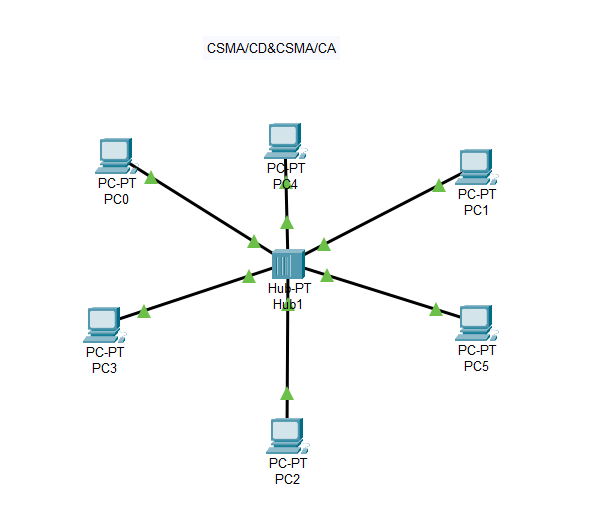 CSMA/CD&CSMA/CA
PC-PT
PC4
PC-PT
PC0
PC-PT
PC1
Hub-PT
Hub1
PC-PT
PC3
PC-PT
PC5
PC-PT
PC2